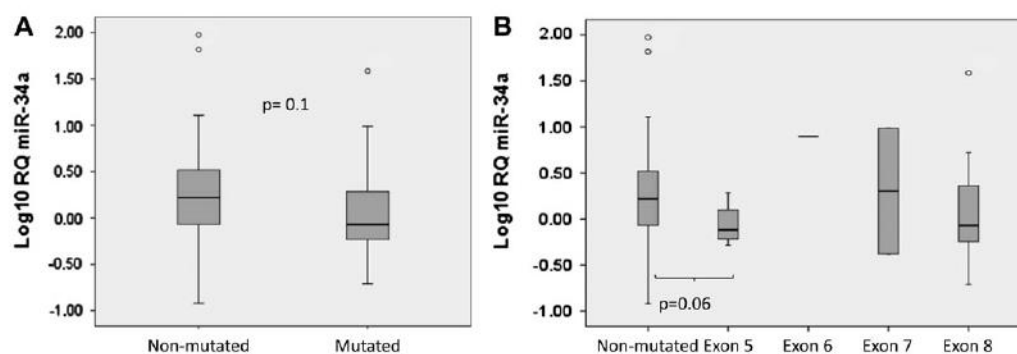 A
Log10 RQ miR-34a
2.00
1.50
1.00
0.50
0.00
-0.50
-1.00
p= 0.1
Non-mutated Mutated
B
Log10 RQ miR-34a
2.00
1.50
1.00
0.50
0.00
-0.50
-1.00
p=0.06
Non-mutated Exon 5 Exon 6 Exon 7 Exon 8